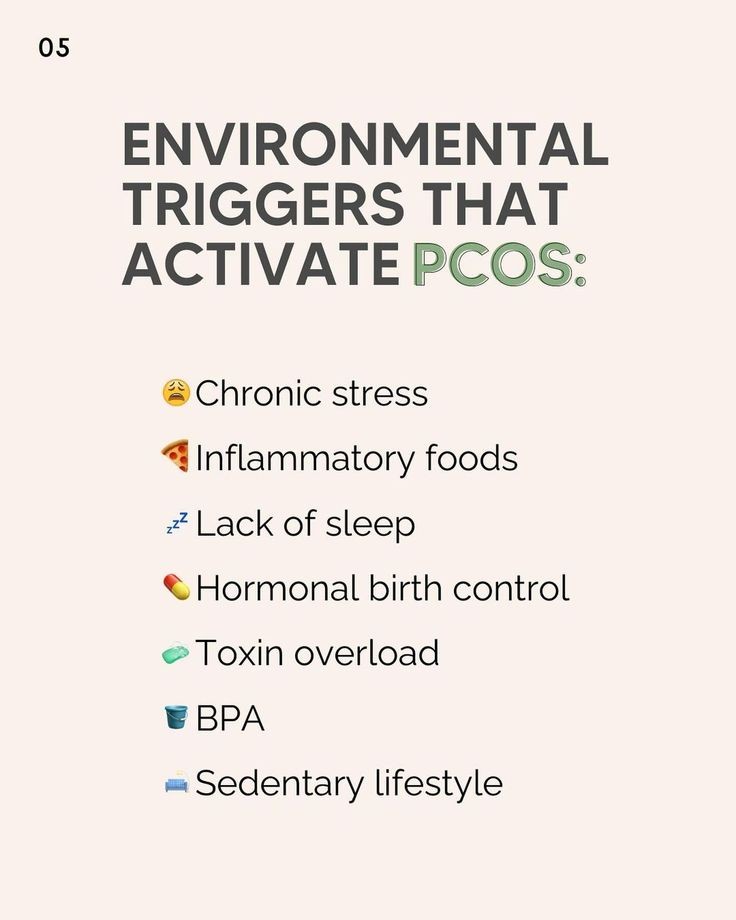 05
ENVIRONMENTAL
TRIGGERS THAT
ACTIVATE PCOS:
Chronic stress
Inflammatory foods
Lack of sleep
Hormonal birth control
Toxin overload
BPA
Sedentary lifestyle